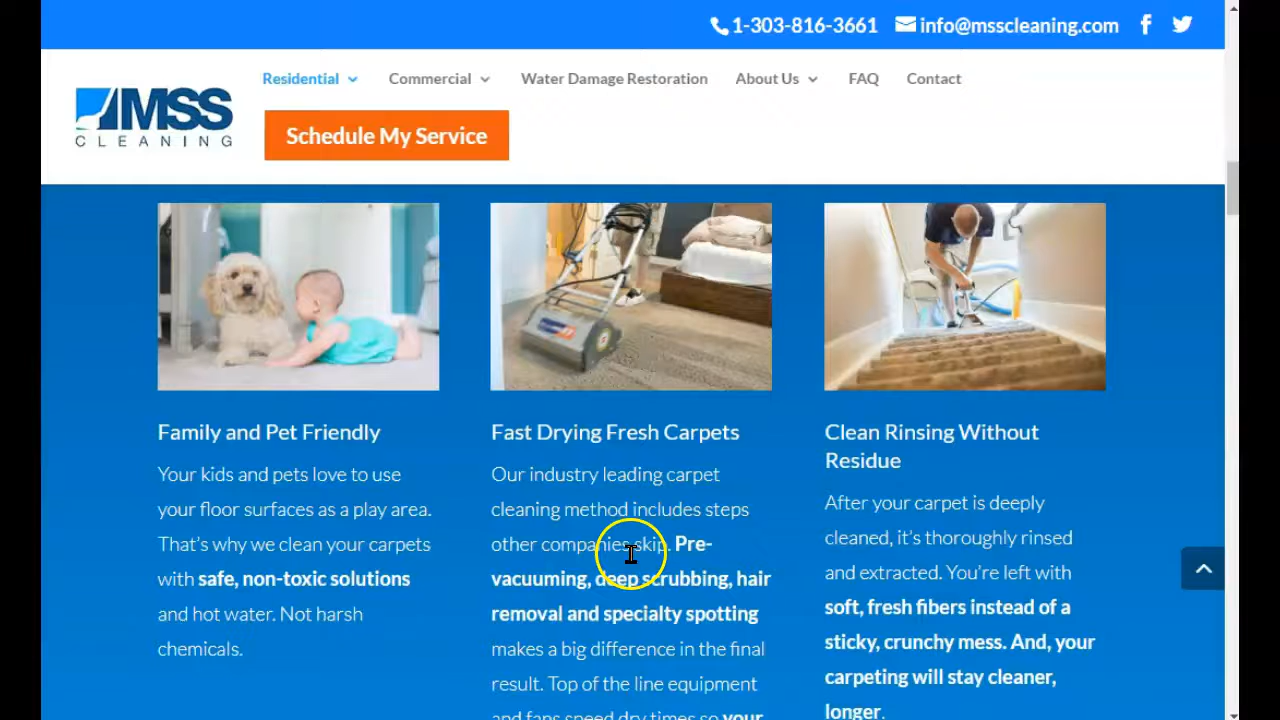 1-303-816-3661 info@msscleaning.com
Residential Commercial Water Damage Restoration About Us FAQ Contact
MSS
CLEANING
Schedule My Service
Family and Pet Friendly
Your kids and pets love to use
your floor surfaces as a play area.
That’s why we clean your carpets
with safe, non-toxic solutions
and hot water. Not harsh
chemicals.
Fast Drying Fresh Carpets
Our industry leading carpet
cleaning method includes steps
other companies skip. Pre-
vacuuming, deep scrubbing, hair
removal and specialty spotting
makes a big difference in the final
result. Top of the line equipment
and fans speed dry times so your
Clean Rinsing Without
Residue
After your carpet is deeply
cleaned, it’s thoroughly rinsed
and extracted. You’re left with
soft, fresh fibers instead of a
sticky, crunchy mess. And, your
carpeting will stay cleaner,
longer.